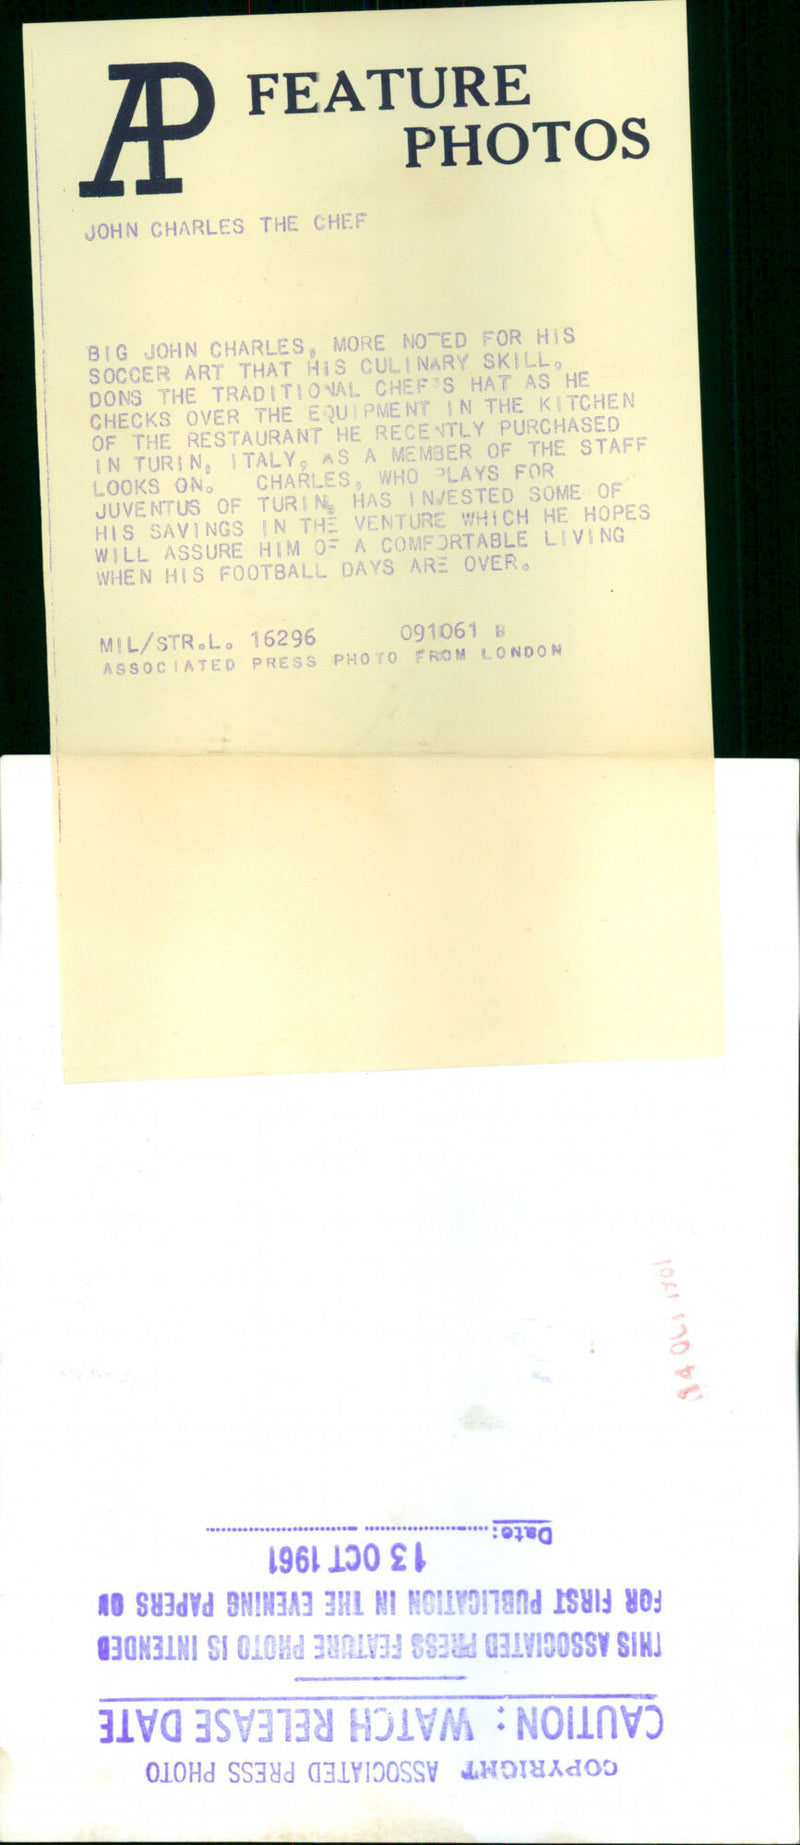 AP FEATURE
PHOTOS
JOHN CHARLES THE CHEF
BIG JOHN CHARLES, MORE NOTED FOR HIS
SOCCER ART THAT HIS CULINARY SKILL,
DONS THE TRADITIONAL CHEF'S HAT AS HE
CHECKS OVER THE EQUIPMENT IN THE KITCHEN
OF THE RESTAURANT HE RECENTLY PURCHASED
IN TURIN, ITALY, AS A MEMBER OF THE STAFF
LOOKS ON. CHARLES, WHO PLAYS FOR
JUVENTUS OF TURIN, HAS INVESTED SOME OF
HIS SAVINGS IN THE VENTURE WHICH HE HOPES
WILL ASSURE HIM OF A COMFORTABLE LIVING
WHEN HIS FOOTBALL DAYS ARE OVER.
MIL/STR.L. 16296 091061 B
ASSOCIATED PRESS PHOTO FROM LONDON
COPYRIGHT ASSOCIATED PRESS PHOTO
CAUTION: WATCH RELEASE DATE
THIS ASSOCIATED PRESS FEATURE PHOTO IS INTENDED
FOR FIRST PUBLICATION IN THE EVENING PAPERS ON
13 OCT 1961
Date: